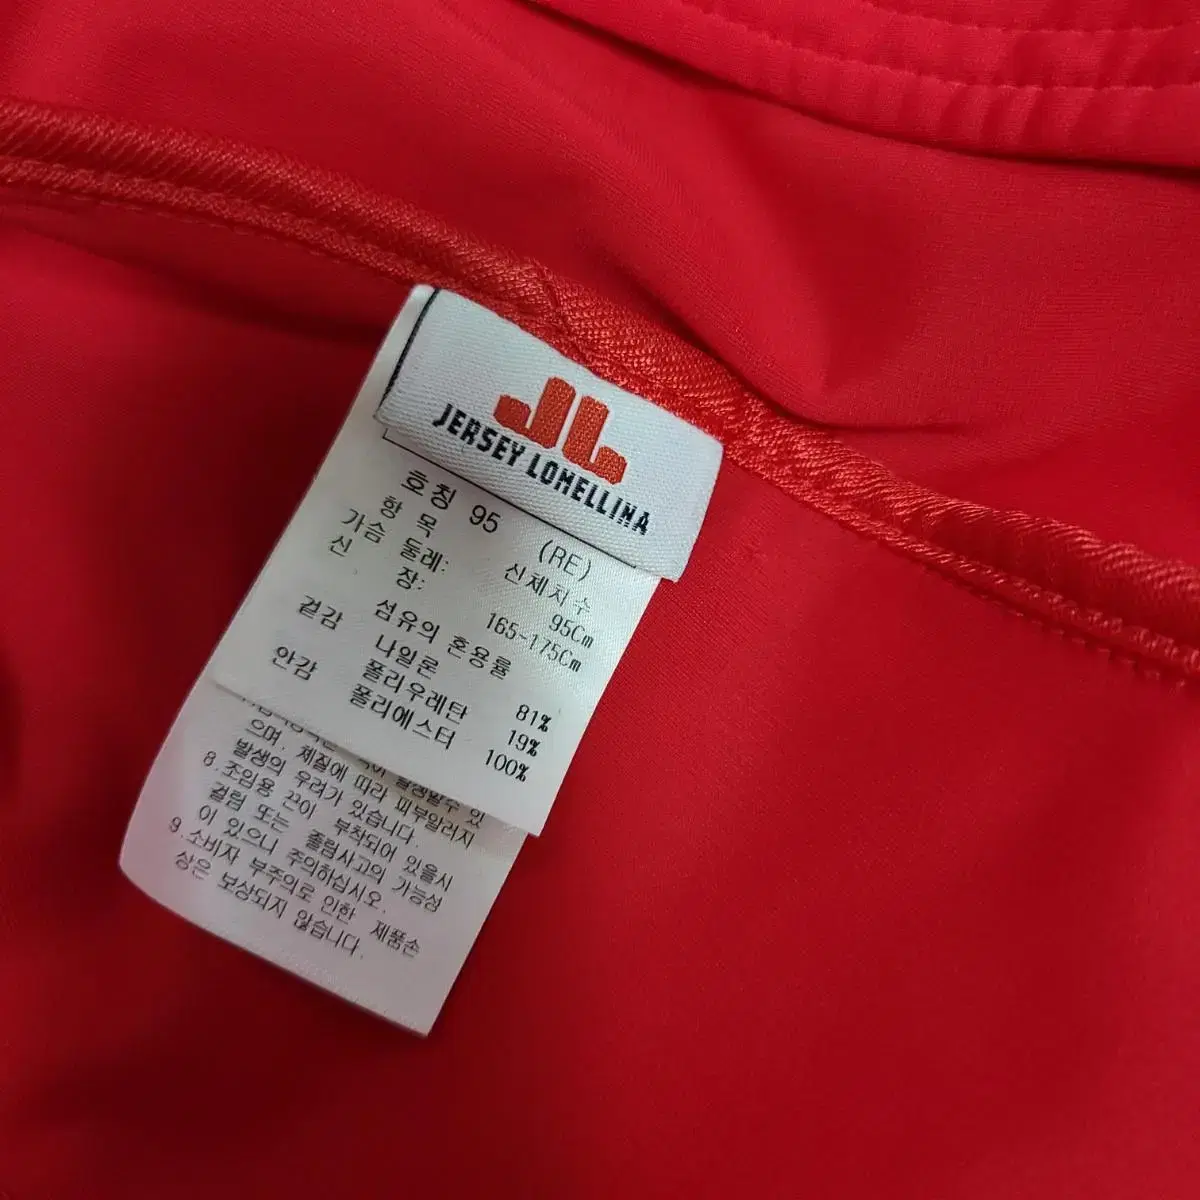 JL
JERSEY LOMELLINA
호칭 95 (RE)
항 목 신체치수
가슴 둘레: 95Cm
신 장: 165-175Cm
섬유의 혼용률
겉감 나일론 81%
폴리우레탄 19%
안감 폴리에스터 100%
으며, 체질에 따라 피부알러지
발생의 우려가 있습니다.
8.조임용 끈이 부착되어 있을시
걸림 또는 졸림사고의 가능성
이 있으니 주의하십시오.
9.소비자 부주의로 인한 제품손
상은 보상되지 않습니다.